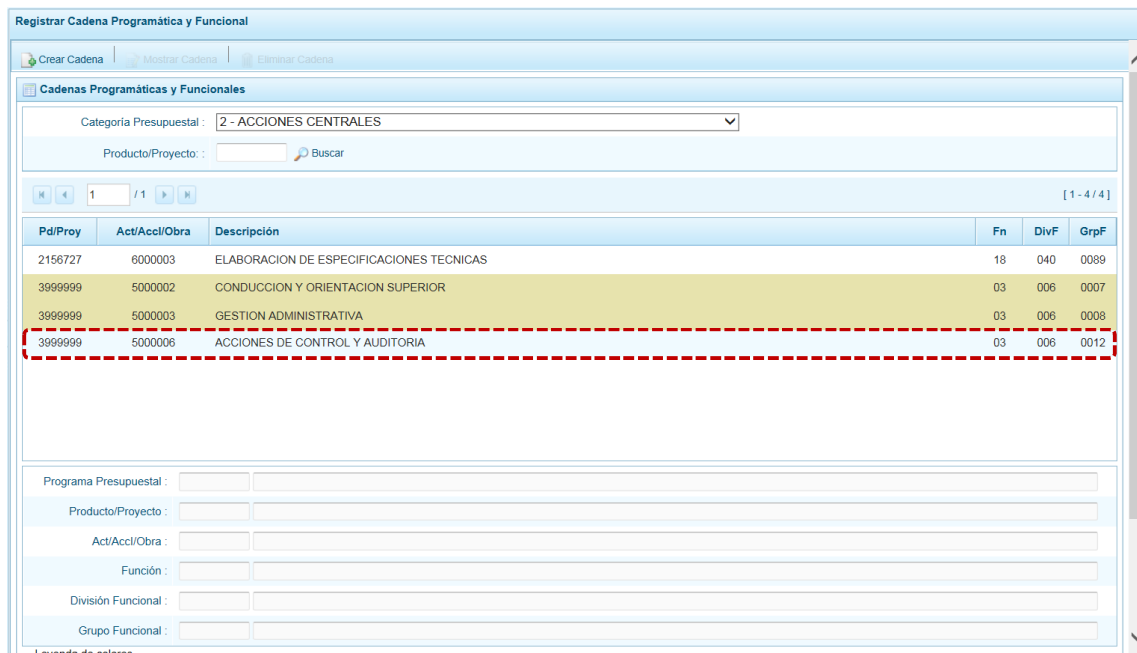 Registrar Cadena Programática y Funcional
Crear Cadena Mostrar Cadena Eliminar Cadena
Cadenas Programáticas y Funcionales
Categoría Presupuestal : 2 - ACCIONES CENTRALES
Producto/Proyecto: : Buscar
1 / 1 [ 1 - 4 / 4 ]
Pd/Proy Act/AccI/Obra Descripción Fn DivF GrpF
2156727 6000003 ELABORACION DE ESPECIFICACIONES TECNICAS 18 040 0089
3999999 5000002 CONDUCCION Y ORIENTACION SUPERIOR 03 006 0007
3999999 5000003 GESTION ADMINISTRATIVA 03 006 0008
3999999 5000006 ACCIONES DE CONTROL Y AUDITORIA 03 006 0012
Programa Presupuestal :
Producto/Proyecto :
Act/AccI/Obra :
Función :
División Funcional :
Grupo Funcional :
Leyenda de colores